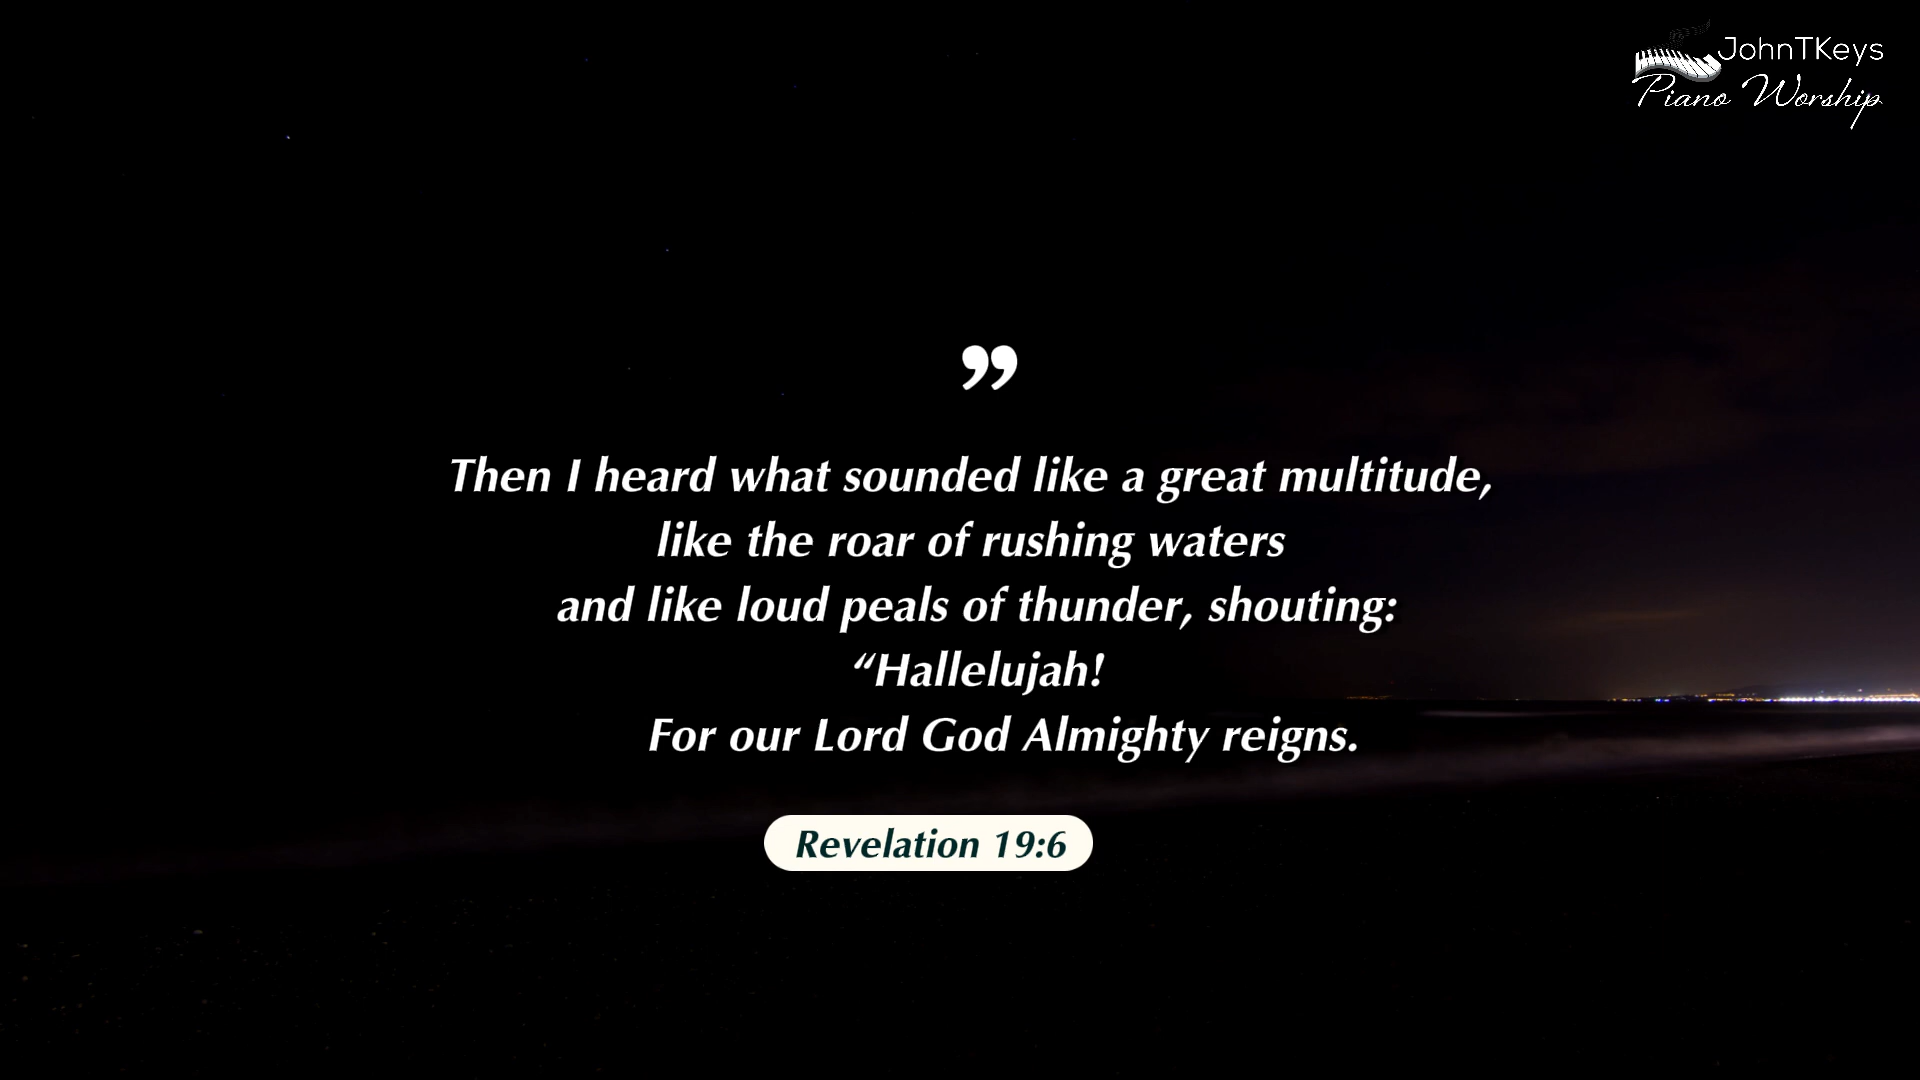 JohnTKeys
Piano Worship
”
Then I heard what sounded like a great multitude,
like the roar of rushing waters
and like loud peals of thunder, shouting:
“Hallelujah!
For our Lord God Almighty reigns.
Revelation 19:6